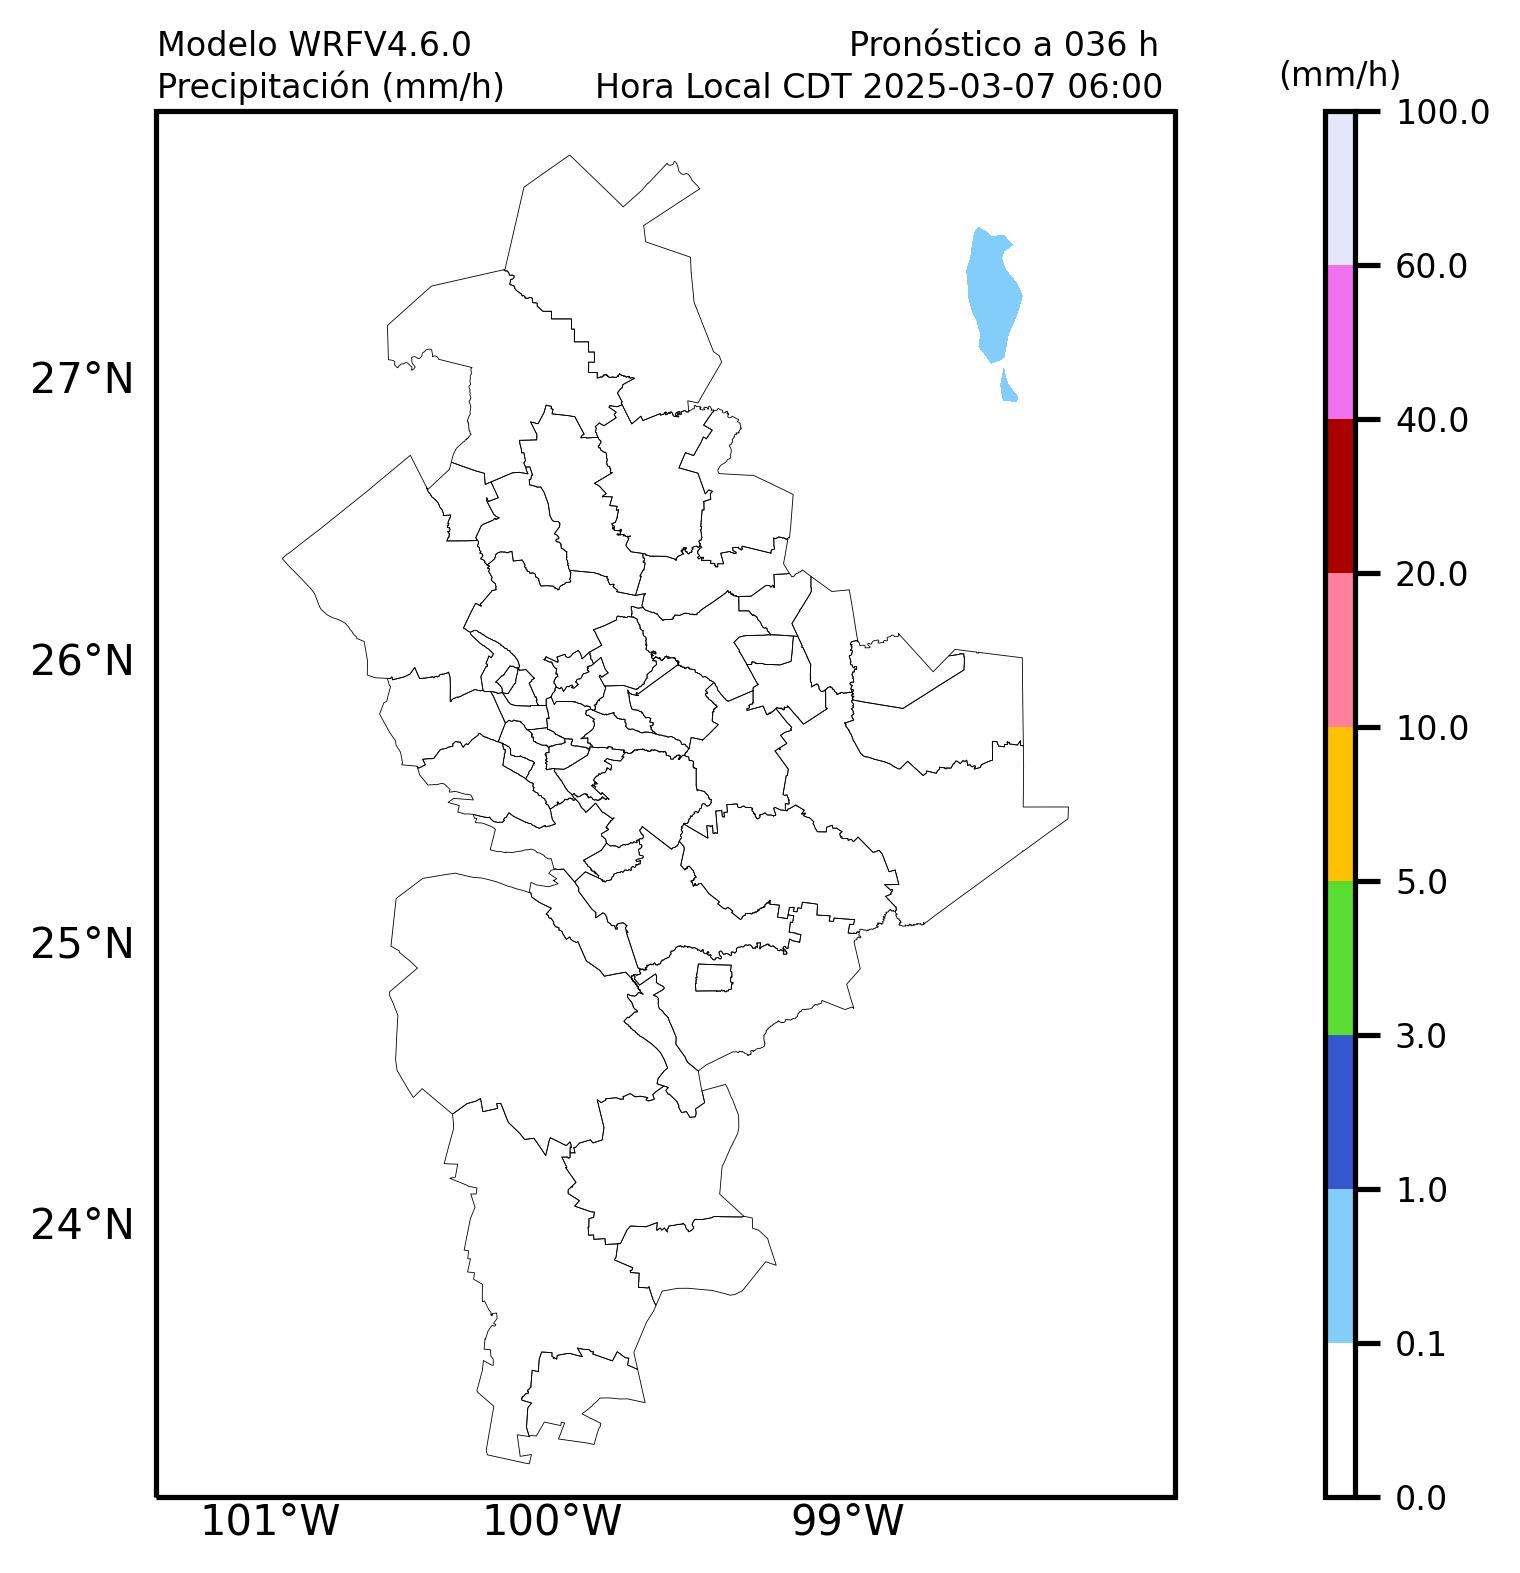 Modelo WRFV4.6.0
Pronóstico a 036 h
Precipitación (mm/h)
Hora Local CDT 2025-03-07 06:00
(mm/h)
100.0
60.0
40.0
20.0
10.0
5.0
3.0
1.0
0.1
0.0
27°N
26°N
25°N
24°N
101°W
100°W
99°W